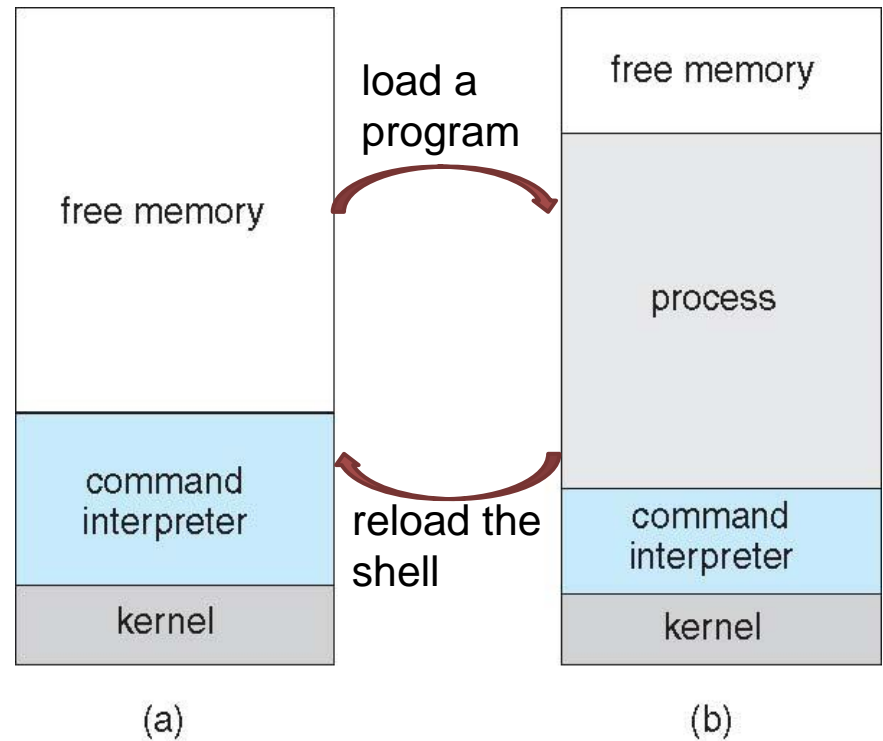 free memory
command
interpreter
kernel
(a)
load a
program
reload the
shell
free memory
process
command
interpreter
kernel
(b)